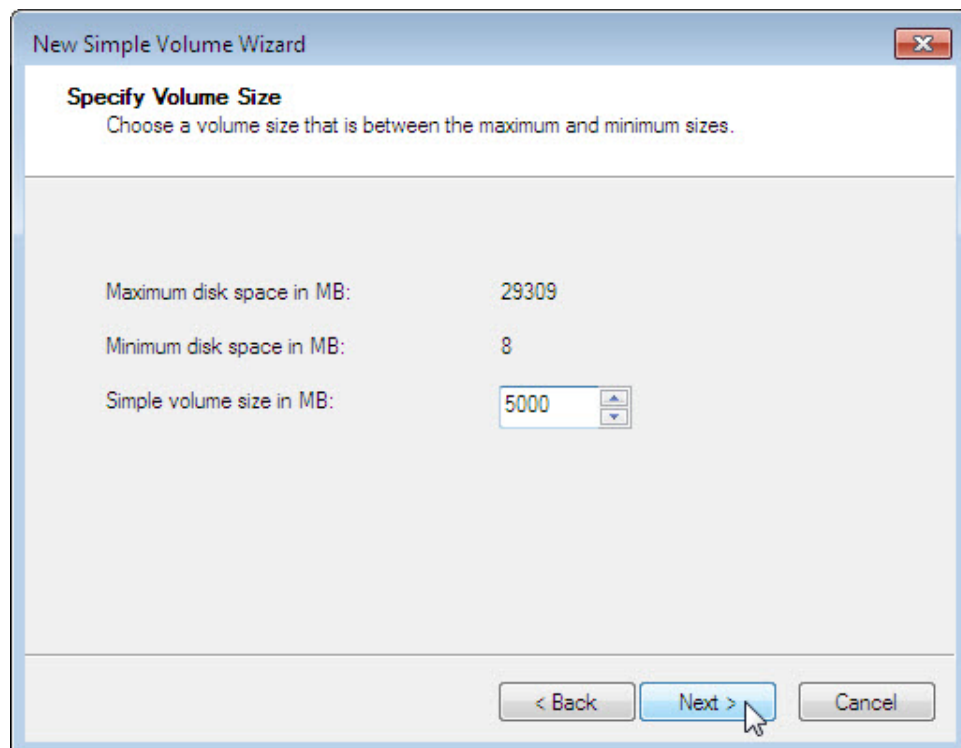 New Simple Volume Wizard
Specify Volume Size
Choose a volume size that is between the maximum and minimum sizes.
Maximum disk space in MB: 29309
Minimum disk space in MB: 8
Simple volume size in MB: 5000
< Back Next > Cancel